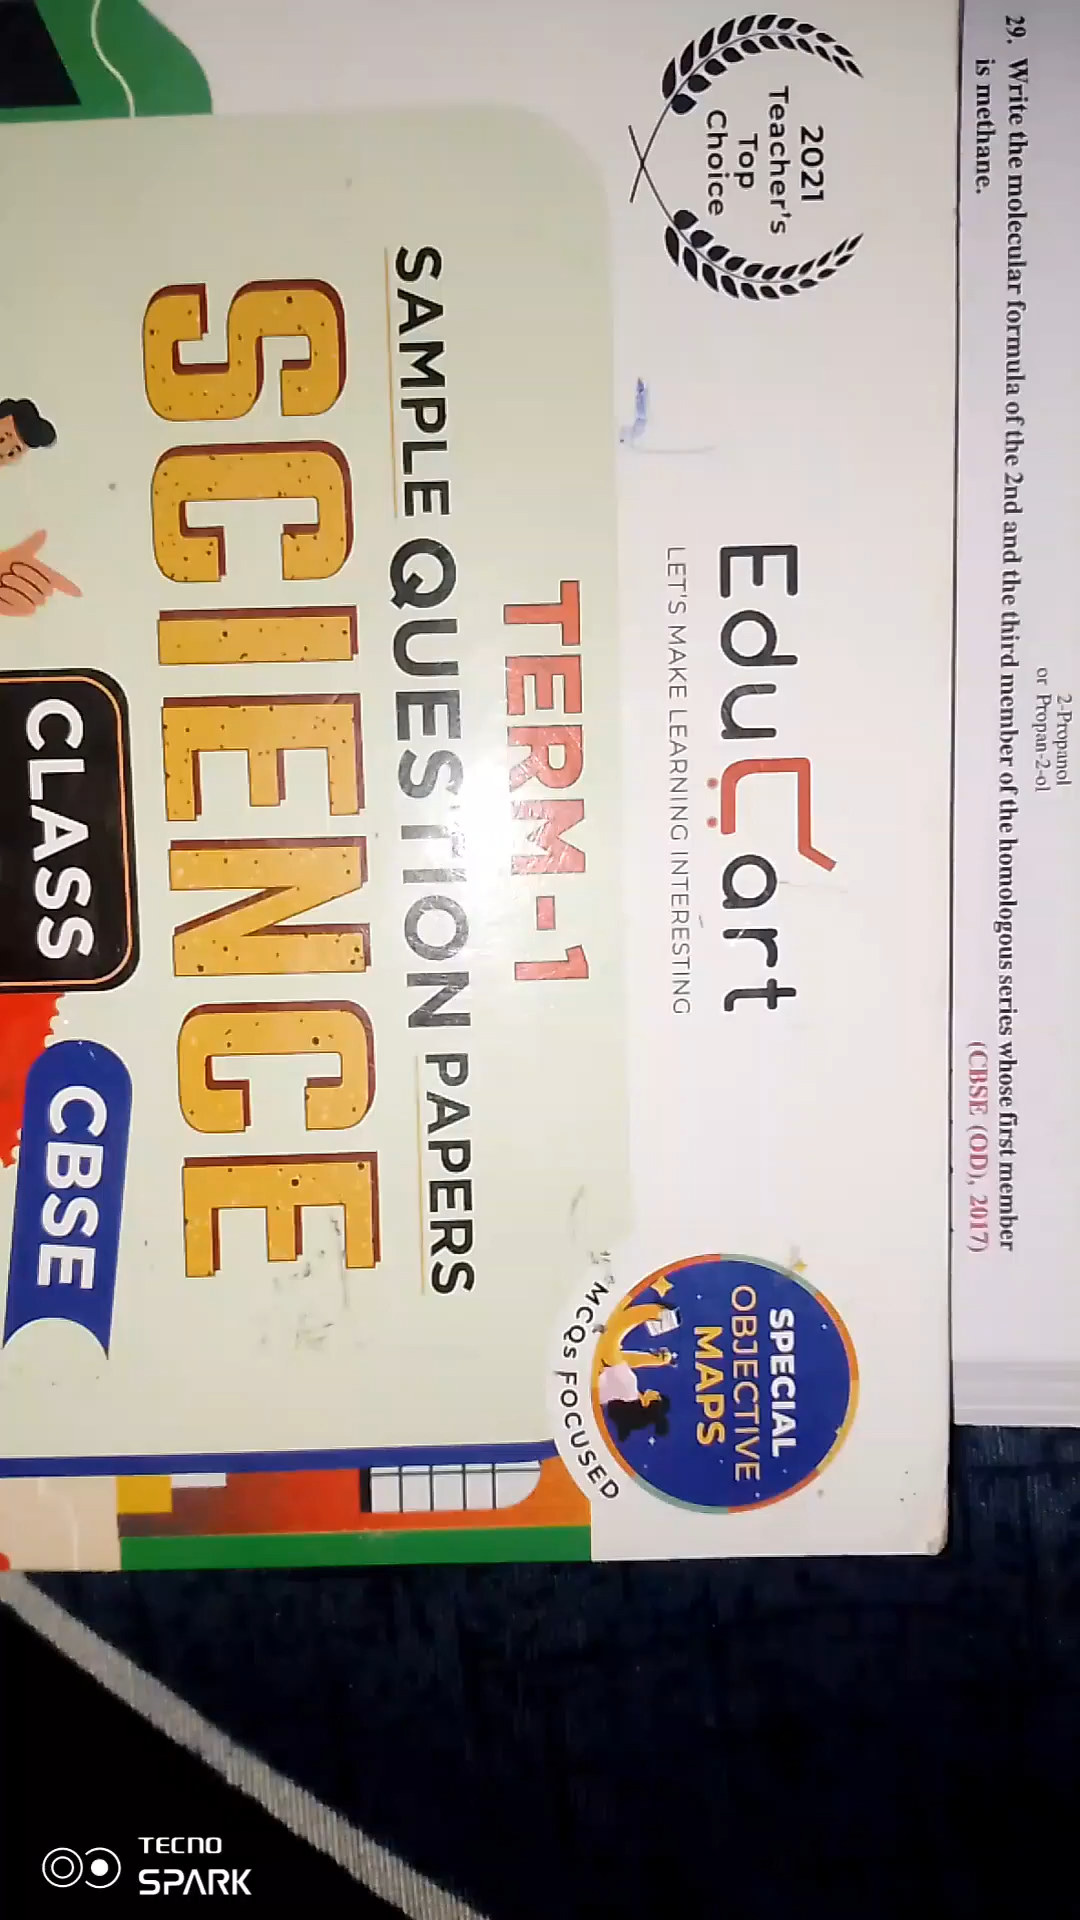 2-Propanol
or Propan-2-ol
29. Write the molecular formula of the 2nd and the third member of the homologous series whose first member
is methane.
(CBSE (OD), 2017)
2021
Teacher's
Top
Choice
EduCart
LET'S MAKE LEARNING INTERESTING
SPECIAL
OBJECTIVE
MAPS
MCQs FOCUSED
TERM-1
SAMPLE QUESTION PAPERS
SCIENCE
CLASS
CBSE
TECNO
SPARK